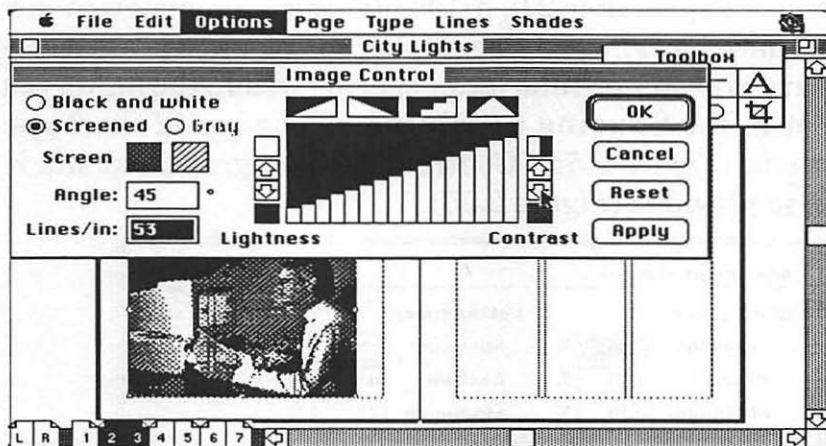 File Edit Options Page Type Lines Shades
City Lights
Toolbox
Image Control
Black and white
Screened Gray
Screen
Angle: 45 °
Lines/in: 53
Lightness
Contrast
OK
Cancel
Reset
Apply
A
L R 1 2 3 4 5 6 7